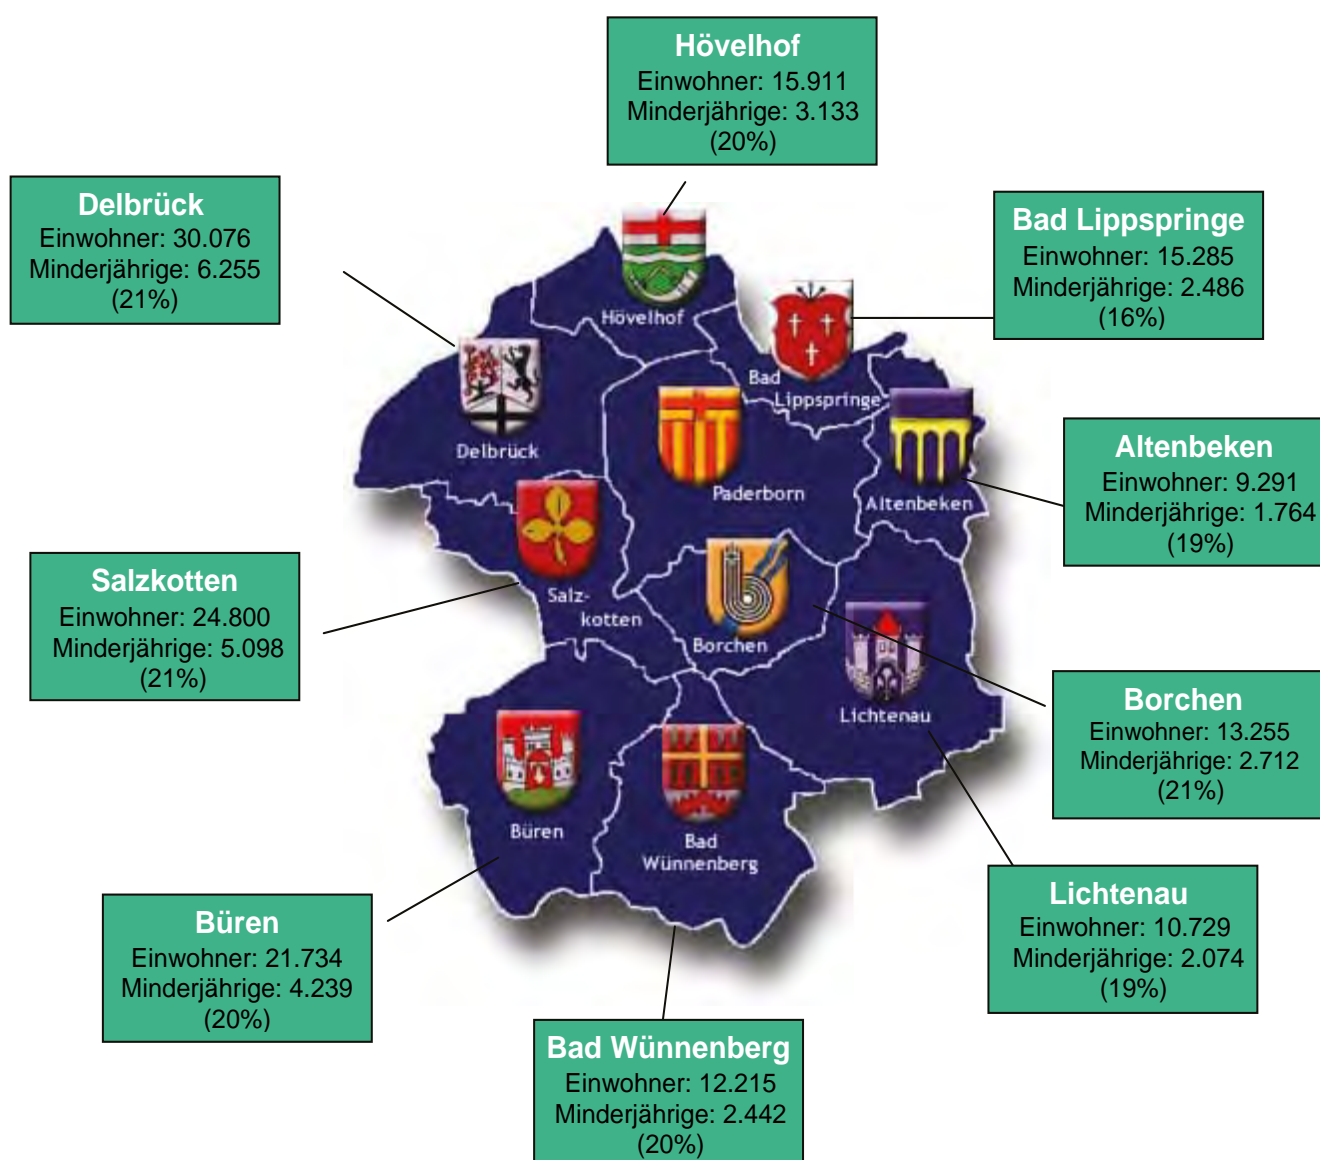 Hövelhof
Einwohner: 15.911
Minderjährige: 3.133
(20%)
Delbrück
Einwohner: 30.076
Minderjährige: 6.255
(21%)
Bad Lippspringe
Einwohner: 15.285
Minderjährige: 2.486
(16%)
Altenbeken
Einwohner: 9.291
Minderjährige: 1.764
(19%)
Salzkotten
Einwohner: 24.800
Minderjährige: 5.098
(21%)
Borchen
Einwohner: 13.255
Minderjährige: 2.712
(21%)
Lichtenau
Einwohner: 10.729
Minderjährige: 2.074
(19%)
Büren
Einwohner: 21.734
Minderjährige: 4.239
(20%)
Bad Wünnenberg
Einwohner: 12.215
Minderjährige: 2.442
(20%)
Hövelhof
Bad
Lippspringe
Delbrück
Paderborn
Altenbeken
Salz-
kotten
Borchen
Lichtenau
Büren
Bad
Wünnenberg